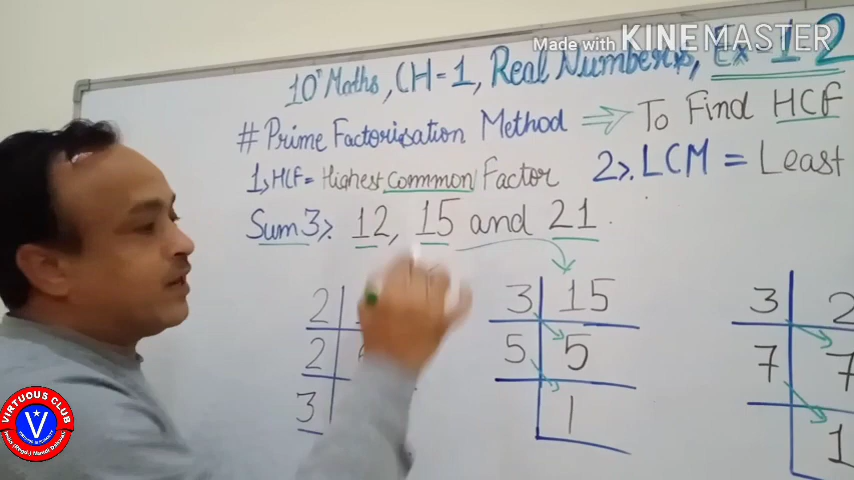 Made with KINEMASTER
10th Maths, CH-1, Real Numbers, Ex-1.2
# Prime Factorisation Method ⇒ To Find HCF
1> HCF = Highest common Factor 2>. LCM = Least
Sum 3>. 12, 15 and 21.
2
2
3
3 15
5 5
1
3 2
7 7
1
VIRTUOUS CLUB